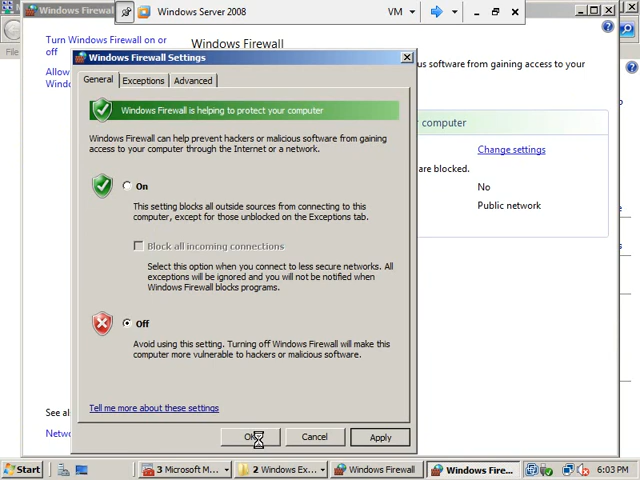 Windows Firewall
Windows Server 2008
VM
Turn Windows Firewall on or
off
Windows Firewall
File
Allow
Windo
us software from gaining access to your
computer
Change settings
are blocked.
No
Public network
See al
Netwo
Windows Firewall Settings
General
Exceptions
Advanced
Windows Firewall is helping to protect your computer
Windows Firewall can help prevent hackers or malicious software from gaining
access to your computer through the Internet or a network.
On
This setting blocks all outside sources from connecting to this
computer, except for those unblocked on the Exceptions tab.
Block all incoming connections
Select this option when you connect to less secure networks. All
exceptions will be ignored and you will not be notified when
Windows Firewall blocks programs.
Off
Avoid using this setting. Turning off Windows Firewall will make this
computer more vulnerable to hackers or malicious software.
Tell me more about these settings
OK
Cancel
Apply
Start
3 Microsoft M...
2 Windows Ex...
Windows Firewall
Windows Fire...
6:03 PM